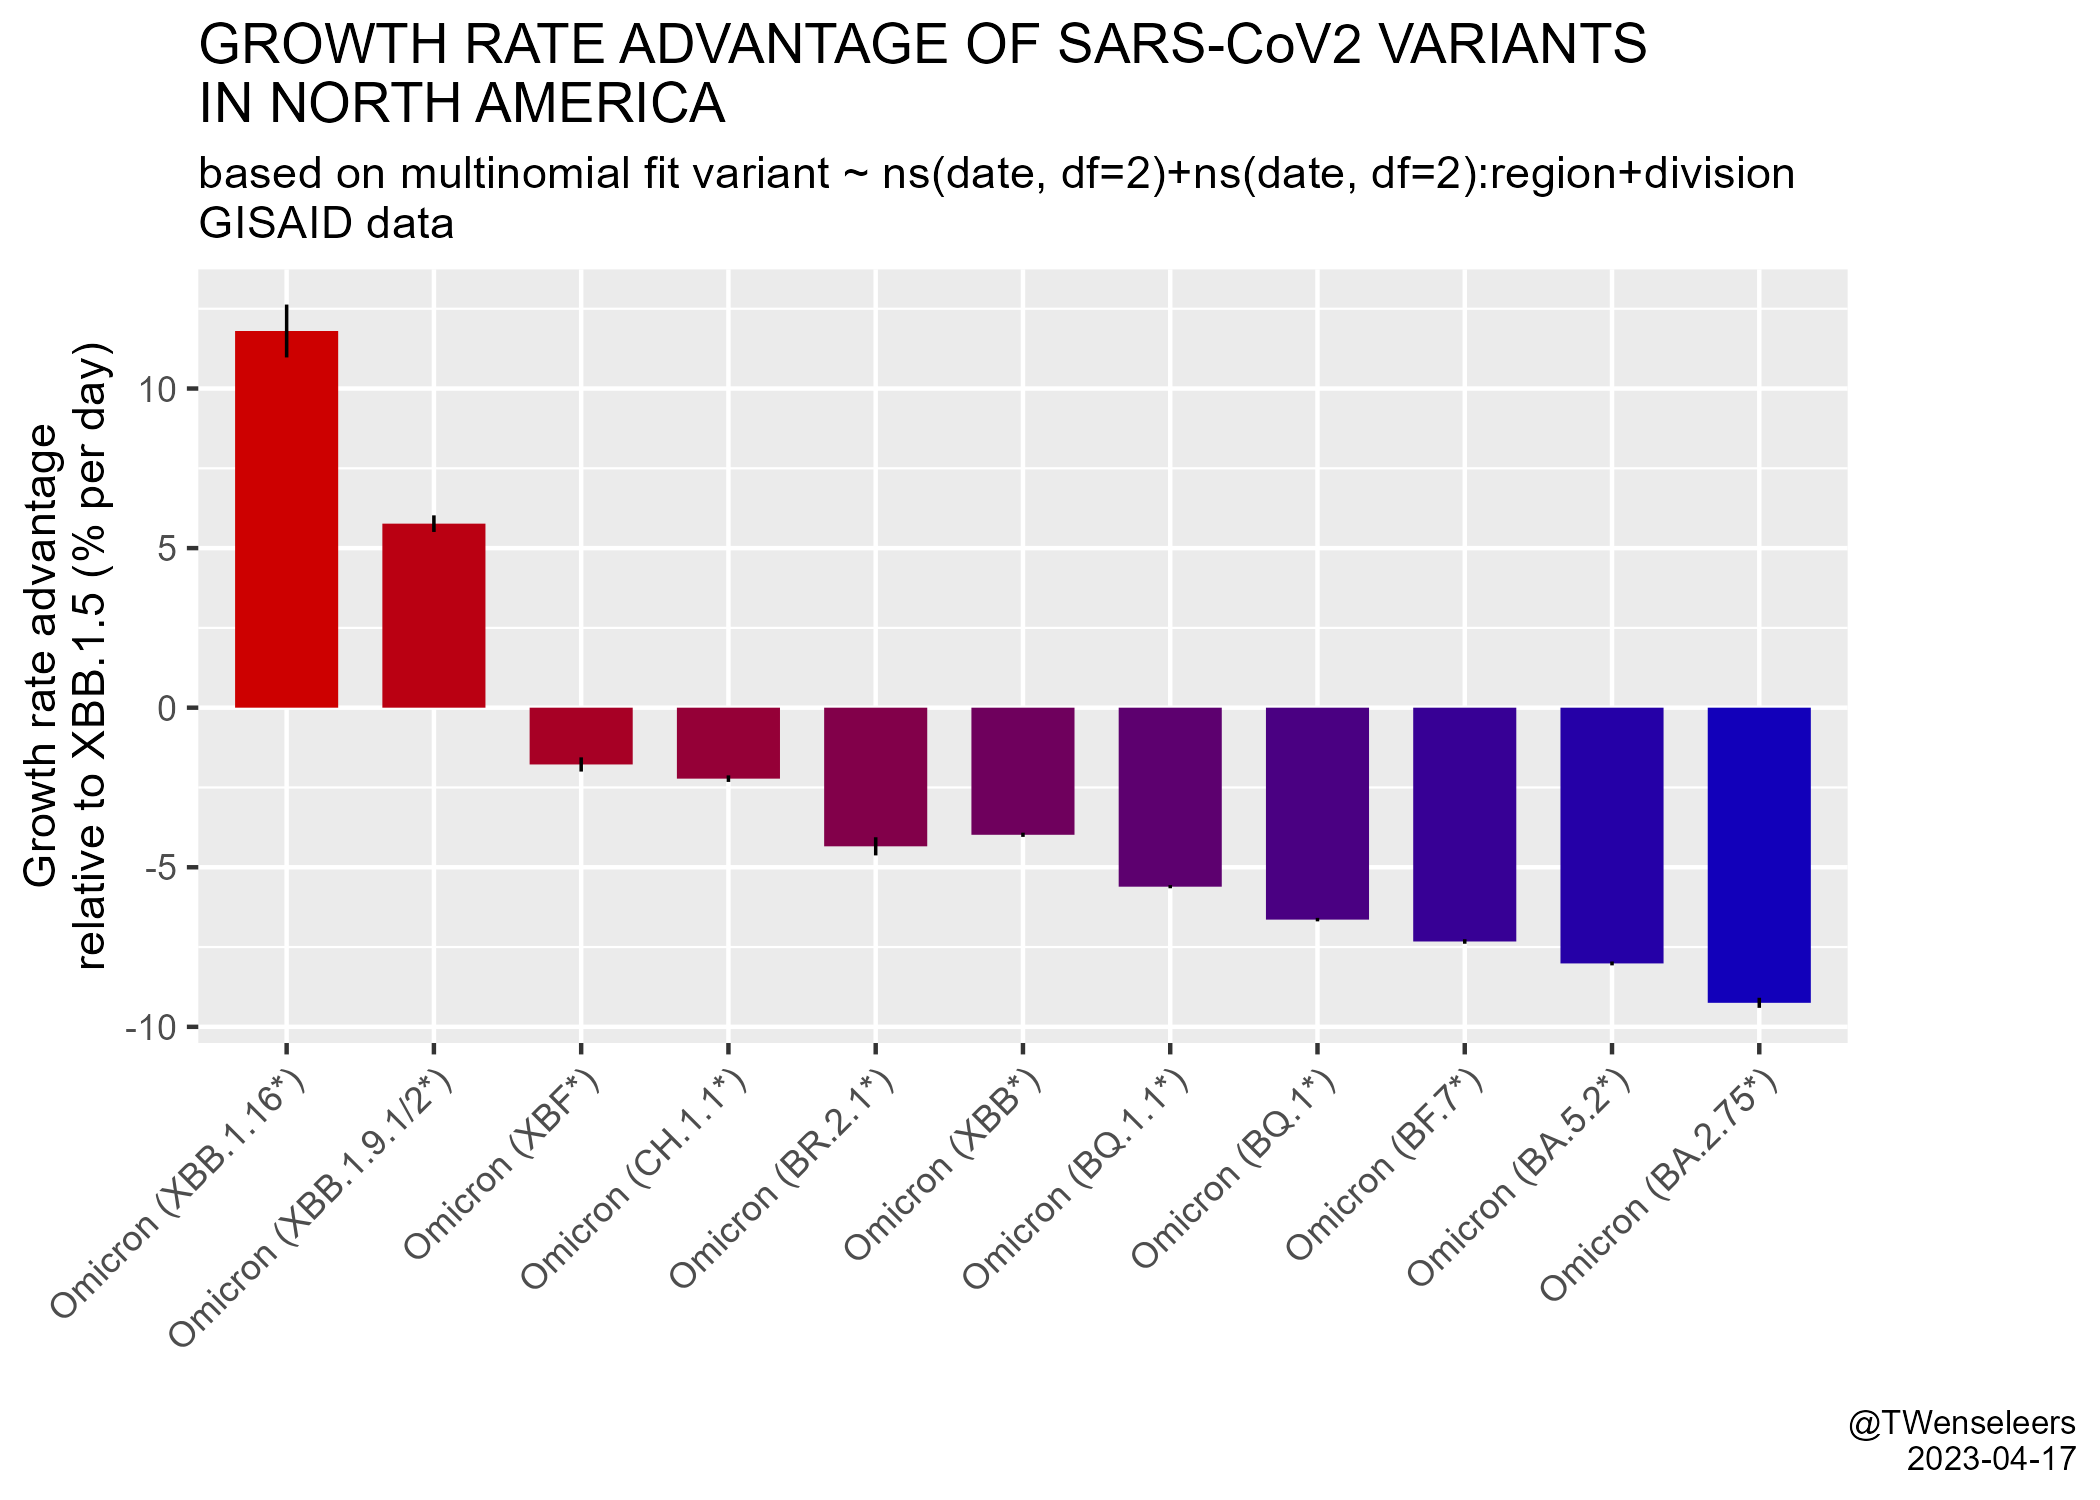 GROWTH RATE ADVANTAGE OF SARS-CoV2 VARIANTS
IN NORTH AMERICA
based on multinomial fit variant ~ ns(date, df=2)+ns(date, df=2):region+division
GISAID data
Growth rate advantage
relative to XBB.1.5 (% per day)
10
5
0
-5
-10
Omicron (XBB.1.16*)
Omicron (XBB.1.9.1/2*)
Omicron (XBF*)
Omicron (CH.1.1*)
Omicron (BR.2.1*)
Omicron (XBB*)
Omicron (BQ.1.1*)
Omicron (BQ.1*)
Omicron (BF.7*)
Omicron (BA.5.2*)
Omicron (BA.2.75*)
@TWenseleers
2023-04-17